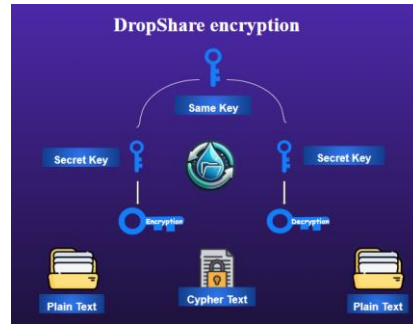 DropShare encryption
Same Key
Secret Key
Secret Key
Encryption
Decryption
Plain Text
Cypher Text
Plain Text